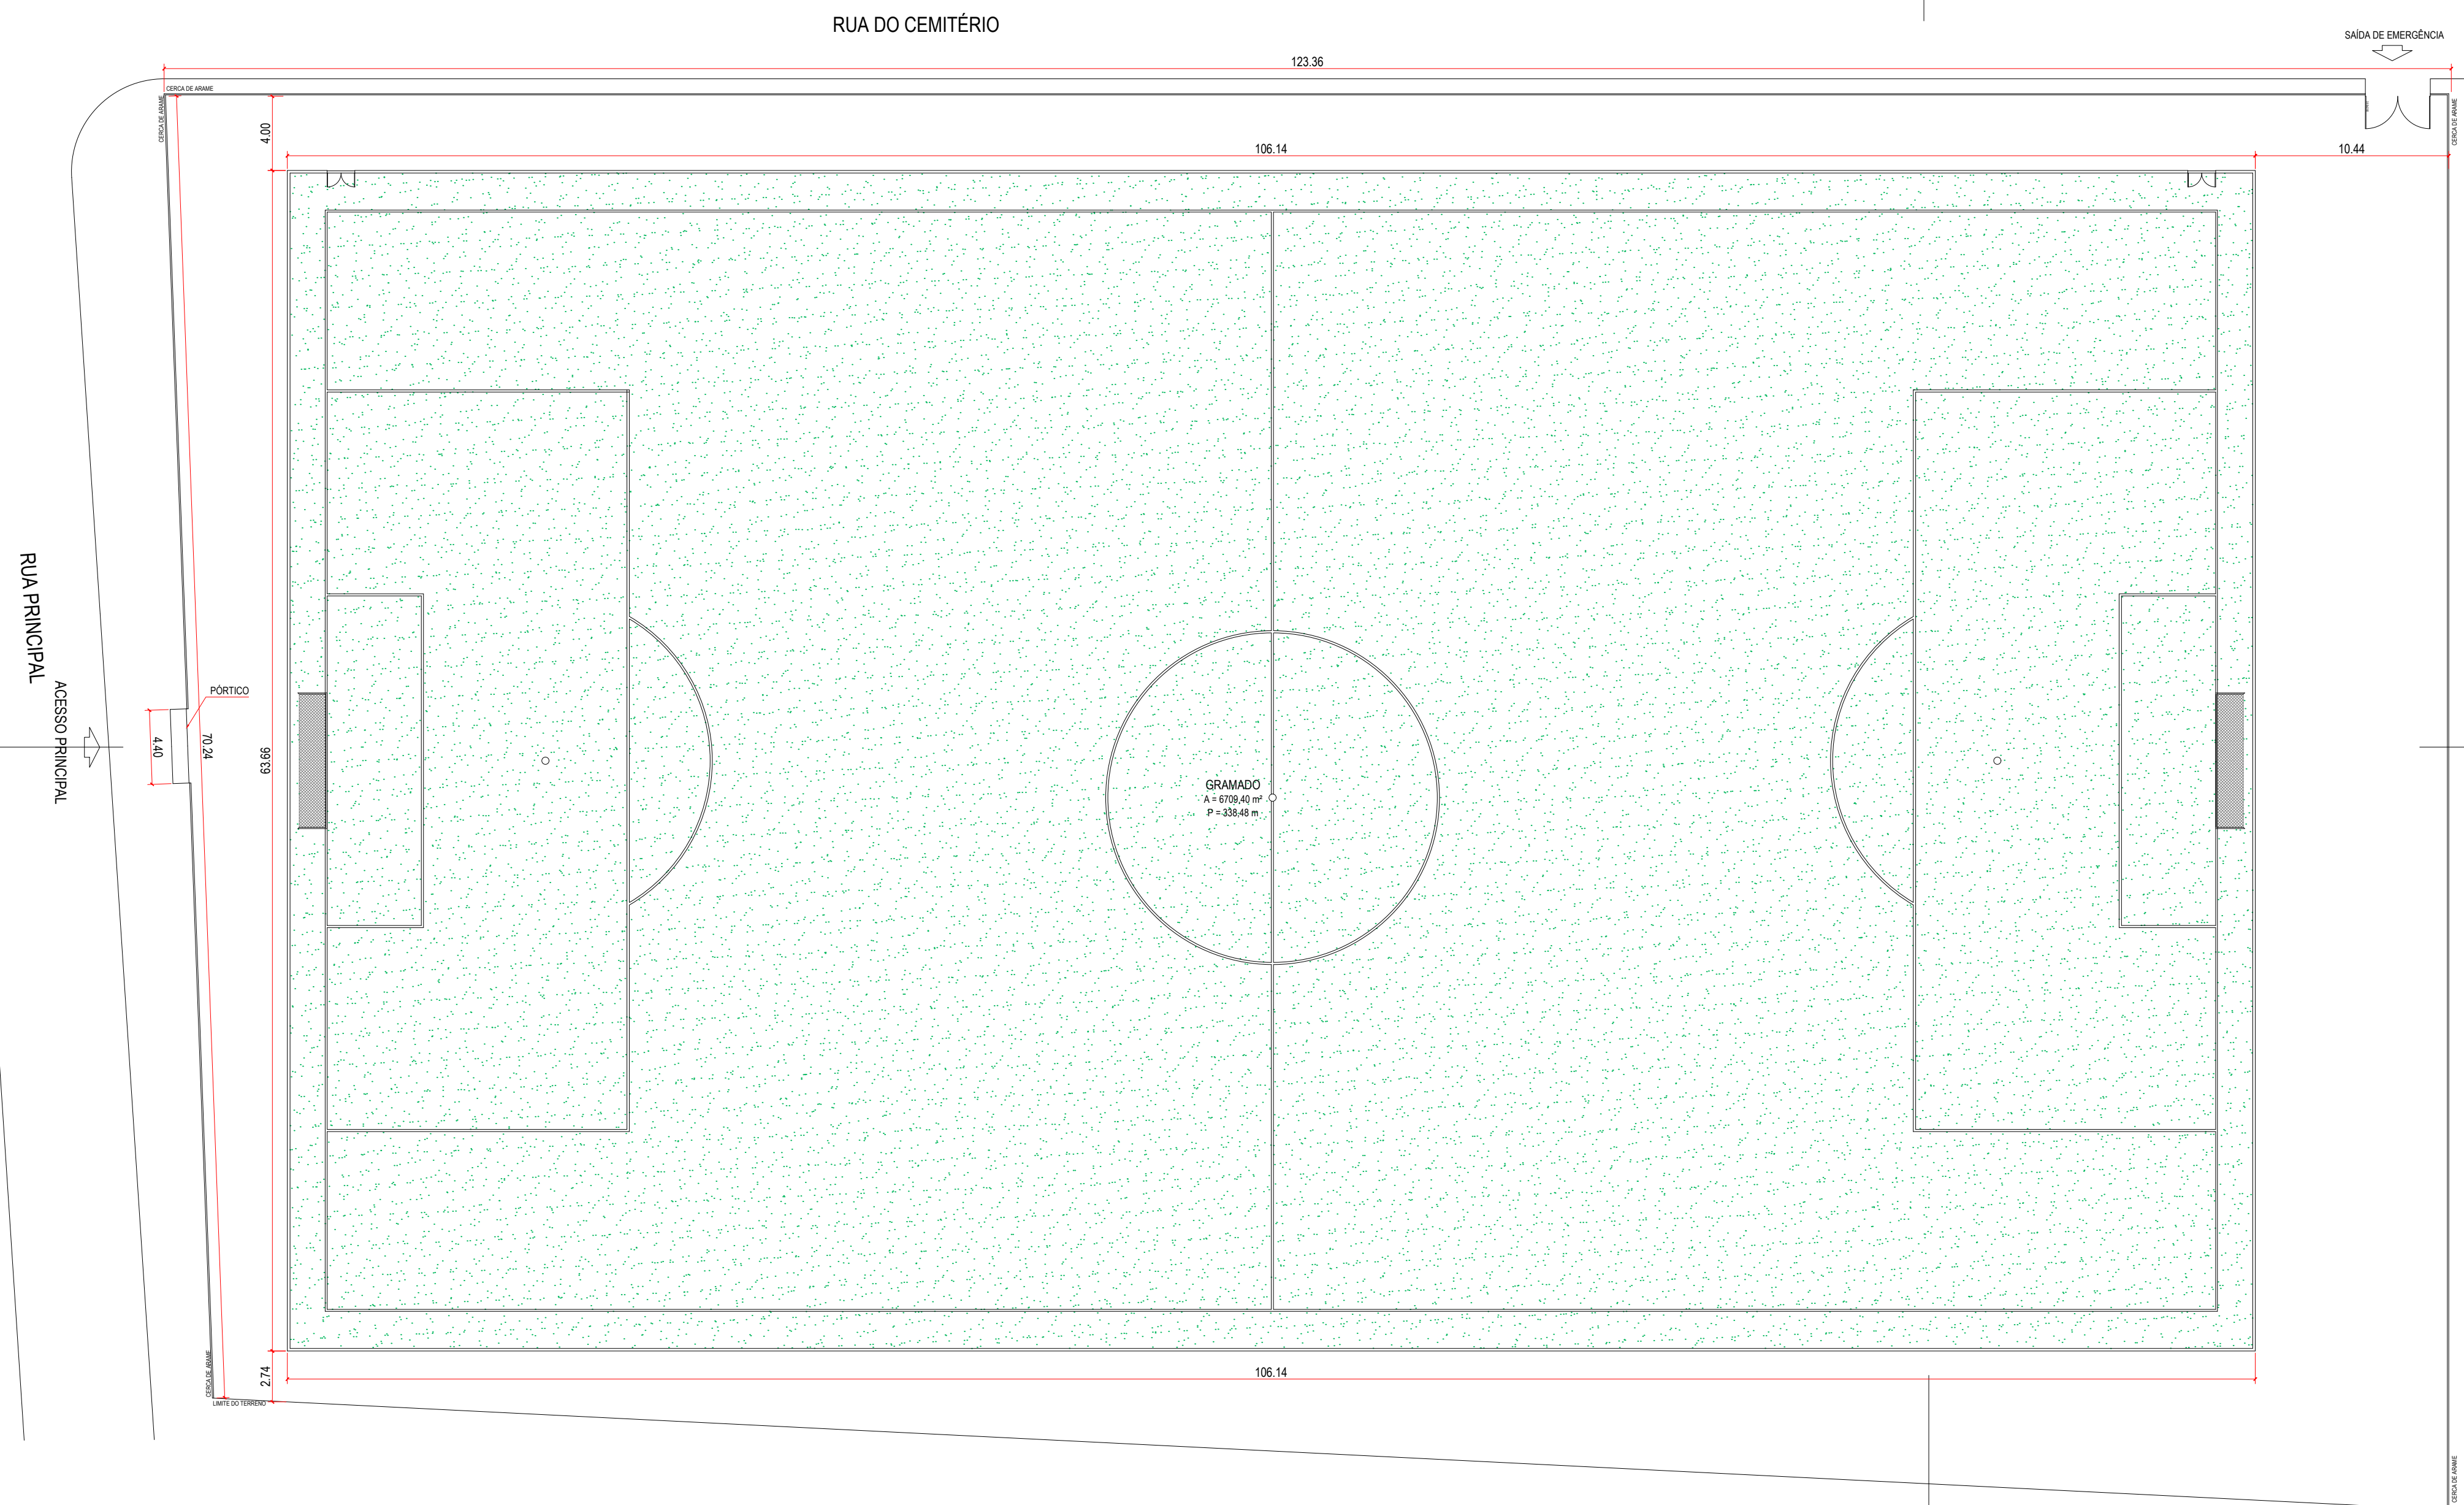 RUA DO CEMITÉRIO
SAÍDA DE EMERGÊNCIA
123.36
CERCA DE ARAME
CERCA DE ARAME
CERCA DE ARAME
4.00
106.14
10.44
RUA PRINCIPAL
ACESSO PRINCIPAL
PÓRTICO
4.40
70.24
63.66
GRAMADO
A = 6709,40 m²
P = 338,48 m
CERCA DE ARAME
2.74
106.14
LIMITE DO TERRENO
CERCA DE ARAME